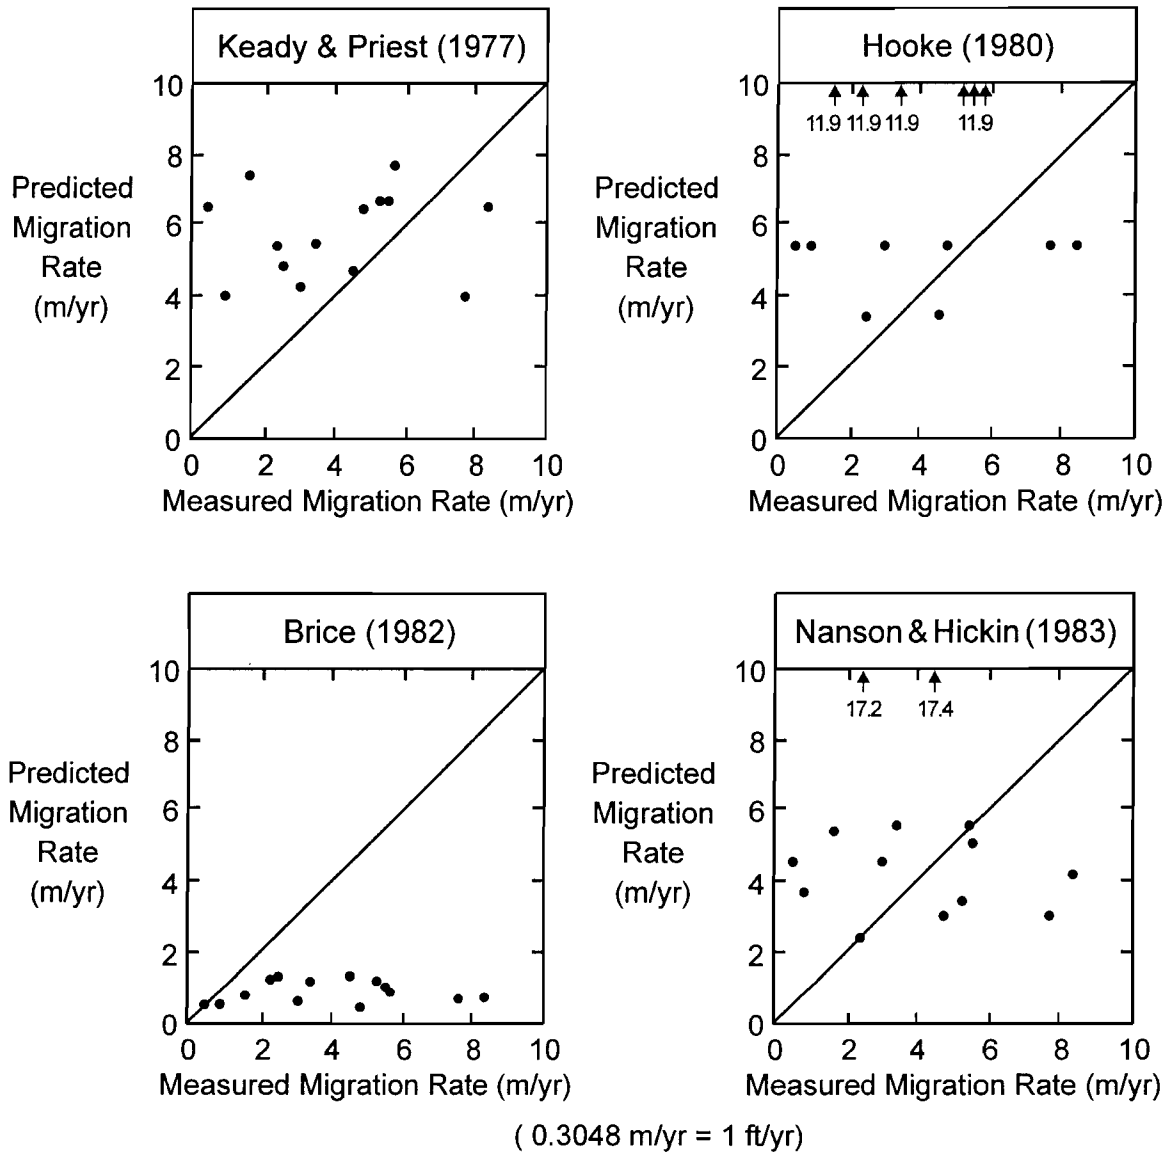 Keady & Priest (1977)
10
8
6
4
2
0
Predicted
Migration
Rate
(m/yr)
0 2 4 6 8 10
Measured Migration Rate (m/yr)
Hooke (1980)
10
8
6
4
2
0
11.9 11.9 11.9 11.9
Predicted
Migration
Rate
(m/yr)
0 2 4 6 8 10
Measured Migration Rate (m/yr)
Brice (1982)
10
8
6
4
2
0
Predicted
Migration
Rate
(m/yr)
0 2 4 6 8 10
Measured Migration Rate (m/yr)
Nanson & Hickin (1983)
10
8
6
4
2
0
17.2 17.4
Predicted
Migration
Rate
(m/yr)
0 2 4 6 8 10
Measured Migration Rate (m/yr)
( 0.3048 m/yr = 1 ft/yr)